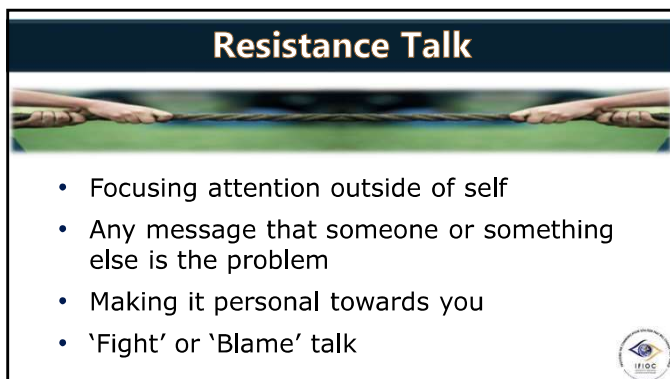 Resistance Talk
• Focusing attention outside of self
• Any message that someone or something
else is the problem
• Making it personal towards you
• ‘Fight’ or ‘Blame’ talk
IFIOC